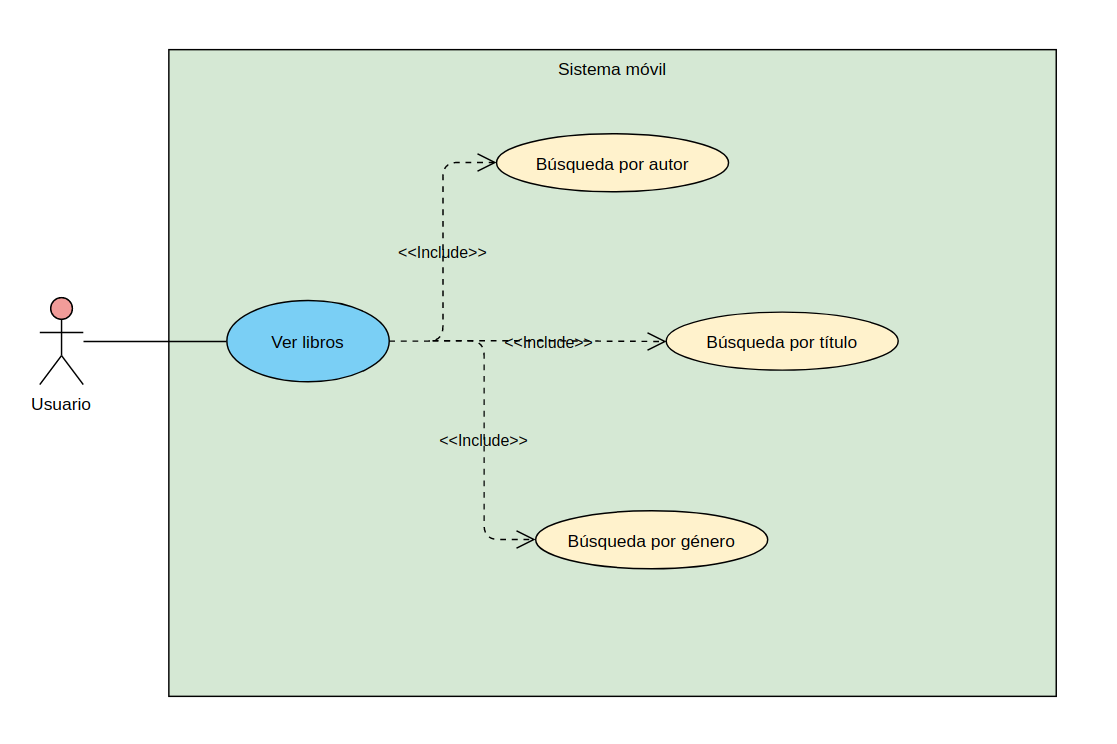 Sistema móvil
Búsqueda por autor
<<Include>>
Usuario
Ver libros
<<Include>>
Búsqueda por título
<<Include>>
Búsqueda por género